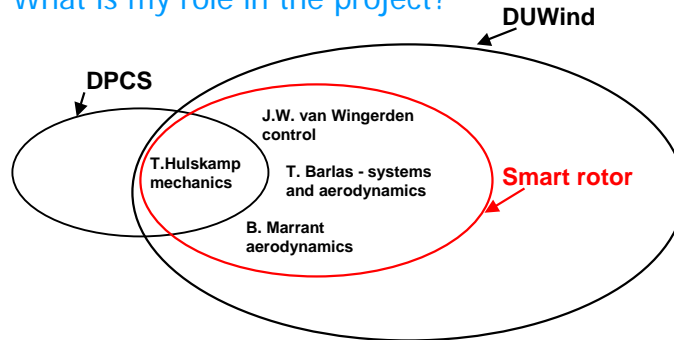 What is my role in the project?
DUWind
DPCS
J.W. van Wingerden
control
T.Hulskamp
mechanics
T. Barlas - systems
and aerodynamics
Smart rotor
B. Marrant
aerodynamics